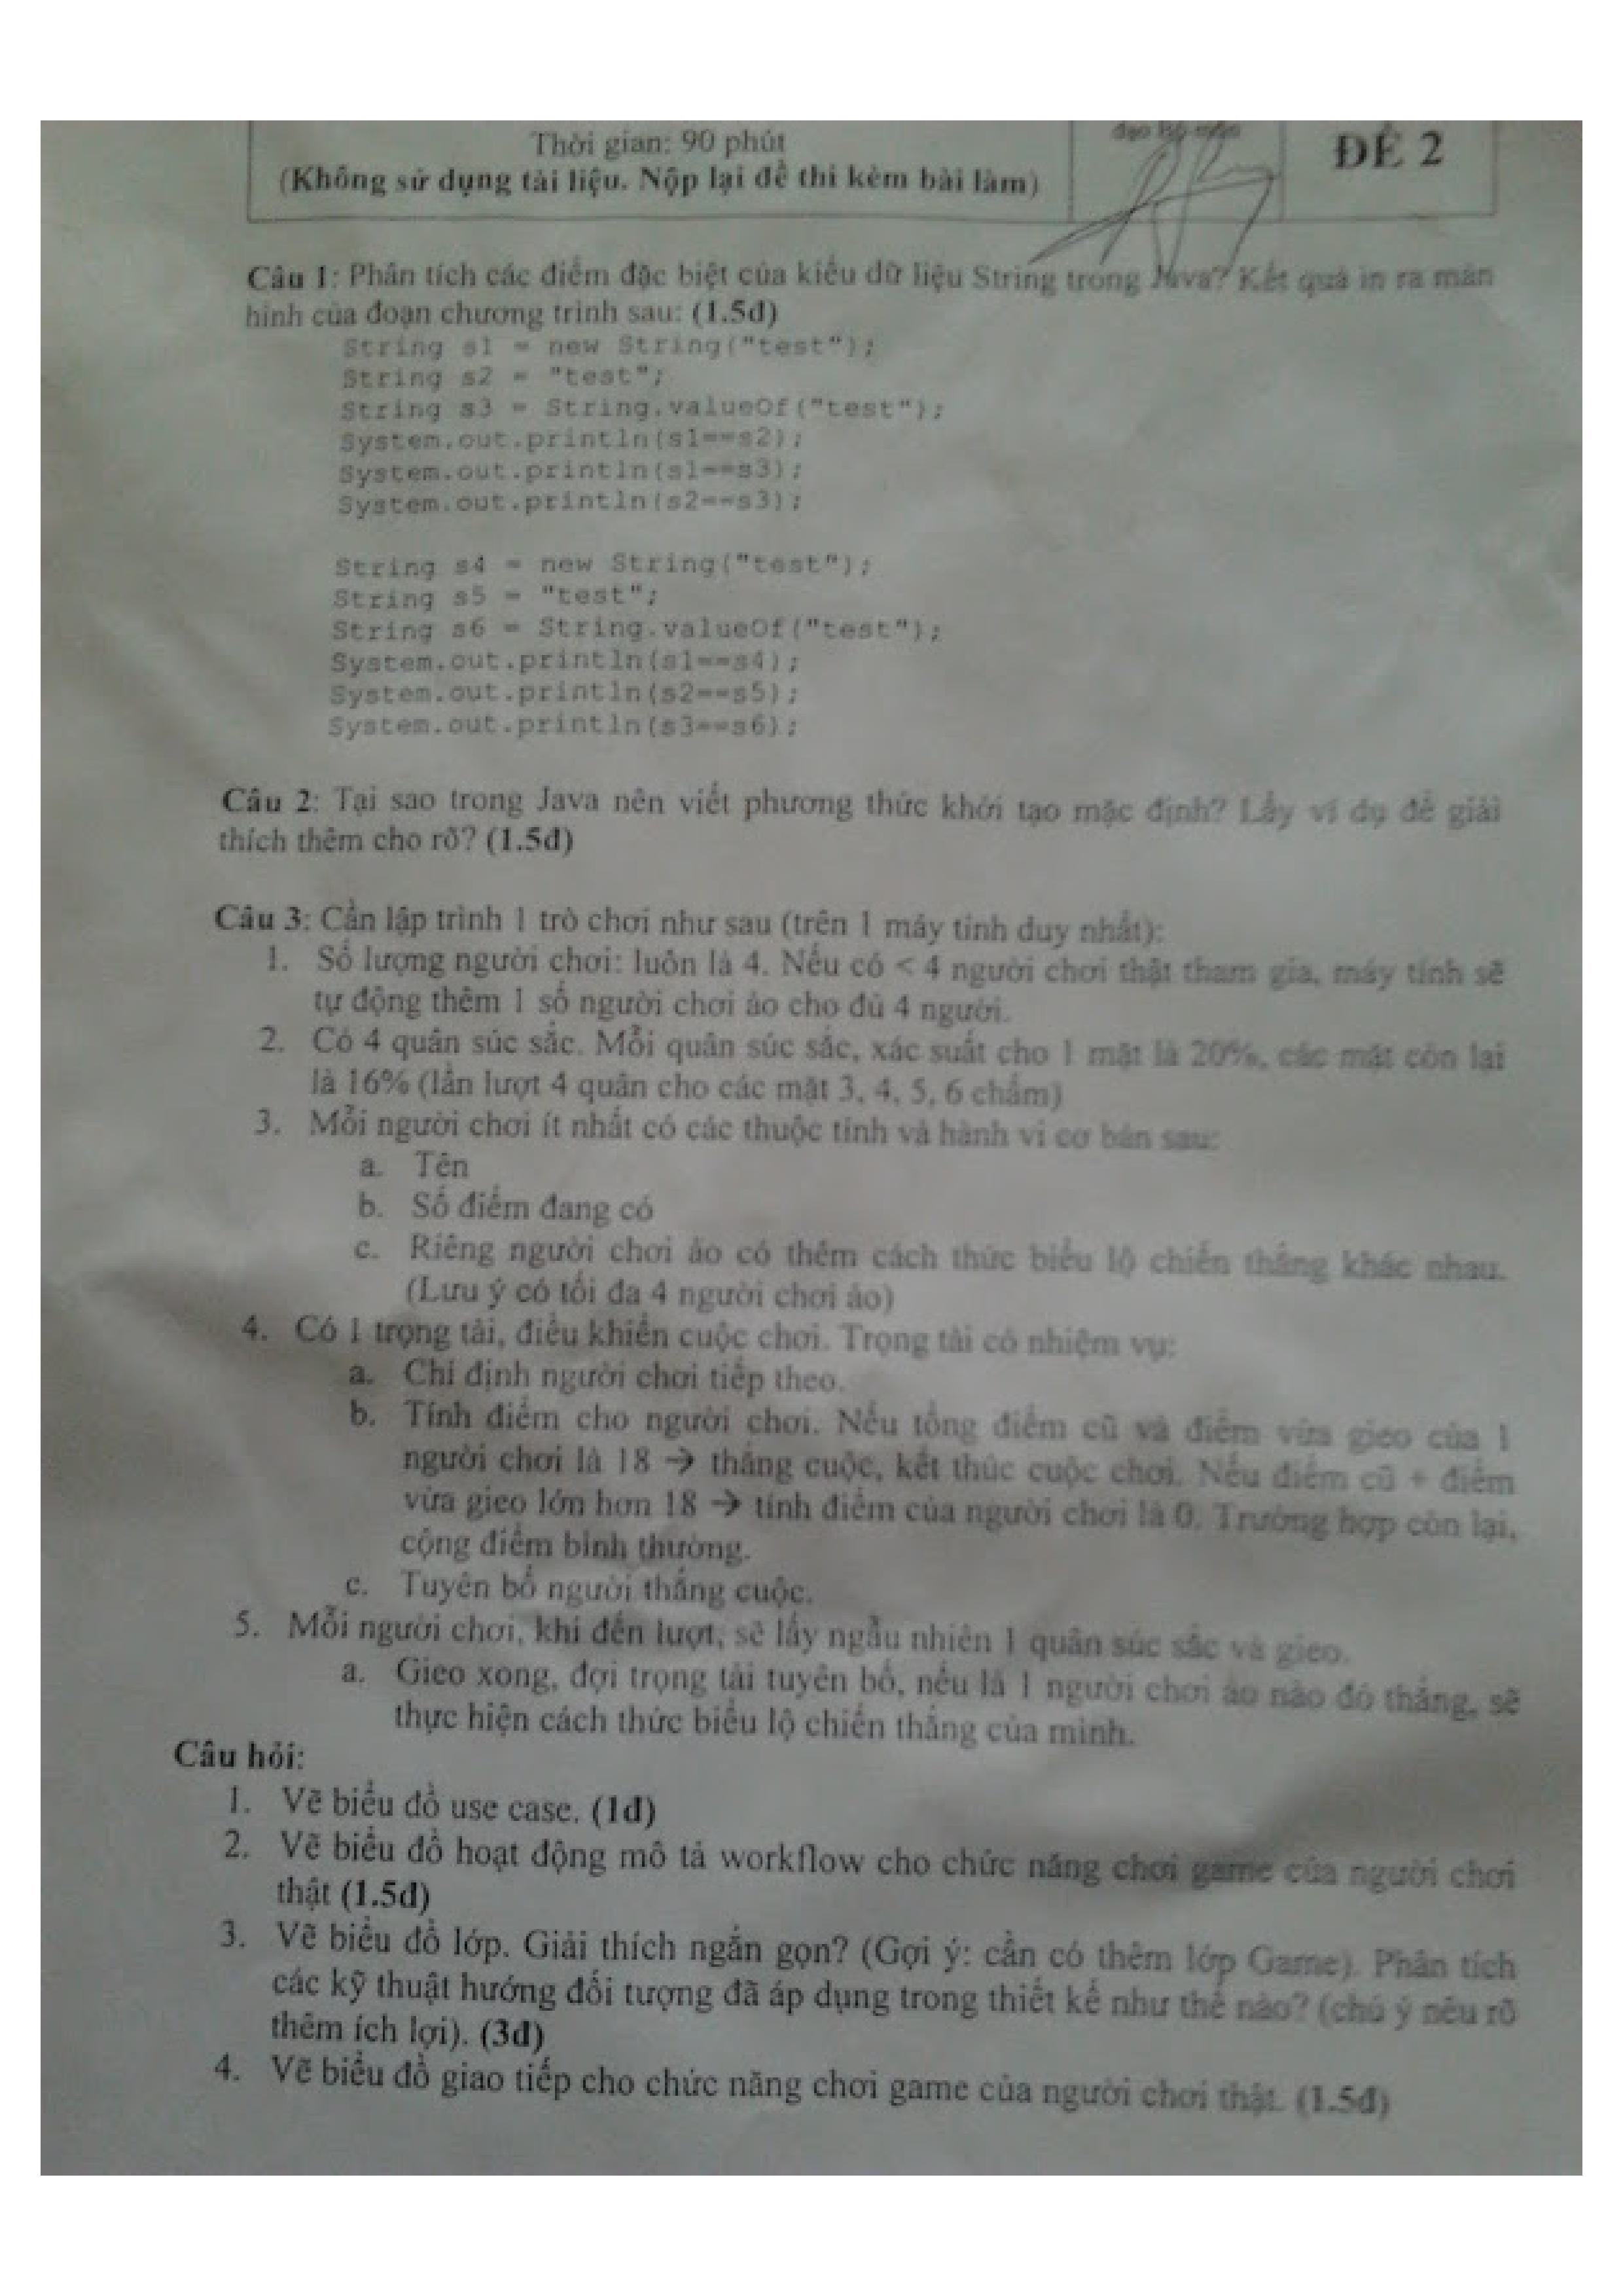 Thời gian: 90 phút
(Không sử dụng tài liệu. Nộp lại đề thi kèm bài làm)
ĐỀ 2
Câu 1: Phân tích các điểm đặc biệt của kiểu dữ liệu String trong Java? Kết quả in ra màn
hình của đoạn chương trình sau: (1.5đ)
String s1 = new String("test");
String s2 = "test";
String s3 = String.valueOf("test");
System.out.println(s1==s2);
System.out.println(s1==s3);
System.out.println(s2==s3);
String s4 = new String("test");
String s5 = "test";
String s6 = String.valueOf("test");
System.out.println(s1==s4);
System.out.println(s2==s5);
System.out.println(s3==s6);
Câu 2: Tại sao trong Java nên viết phương thức khởi tạo mặc định? Lấy ví dụ để giải
thích thêm cho rõ? (1.5đ)
Câu 3: Cần lập trình 1 trò chơi như sau (trên 1 máy tính duy nhất):
1. Số lượng người chơi: luôn là 4. Nếu có < 4 người chơi thật tham gia, máy tính sẽ
tự động thêm 1 số người chơi ảo cho đủ 4 người.
2. Có 4 quân súc sắc. Mỗi quân súc sắc, xác suất cho 1 mặt là 20%, các mặt còn lại
là 16% (lần lượt 4 quân cho các mặt 3, 4, 5, 6 chấm)
3. Mỗi người chơi ít nhất có các thuộc tính và hành vi cơ bản sau:
a. Tên
b. Số điểm đang có
c. Riêng người chơi ảo có thêm cách thức biểu lộ chiến thắng khác nhau.
(Lưu ý có tối đa 4 người chơi ảo)
4. Có 1 trọng tài, điều khiển cuộc chơi. Trọng tài có nhiệm vụ:
a. Chỉ định người chơi tiếp theo.
b. Tính điểm cho người chơi. Nếu tổng điểm cũ và điểm vừa gieo của 1
người chơi là 18 → thắng cuộc, kết thúc cuộc chơi. Nếu điểm cũ + điểm
vừa gieo lớn hơn 18 → tính điểm của người chơi là 0. Trường hợp còn lại,
cộng điểm bình thường.
c. Tuyên bố người thắng cuộc.
5. Mỗi người chơi, khi đến lượt, sẽ lấy ngẫu nhiên 1 quân súc sắc và gieo.
a. Gieo xong, đợi trọng tài tuyên bố, nếu là 1 người chơi ảo nào đó thắng, sẽ
thực hiện cách thức biểu lộ chiến thắng của mình.
Câu hỏi:
1. Vẽ biểu đồ use case. (1đ)
2. Vẽ biểu đồ hoạt động mô tả workflow cho chức năng chơi game của người chơi
thật (1.5đ)
3. Vẽ biểu đồ lớp. Giải thích ngắn gọn? (Gợi ý: cần có thêm lớp Game). Phân tích
các kỹ thuật hướng đối tượng đã áp dụng trong thiết kế như thế nào? (chú ý nêu rõ
thêm ích lợi). (3đ)
4. Vẽ biểu đồ giao tiếp cho chức năng chơi game của người chơi thật. (1.5đ)